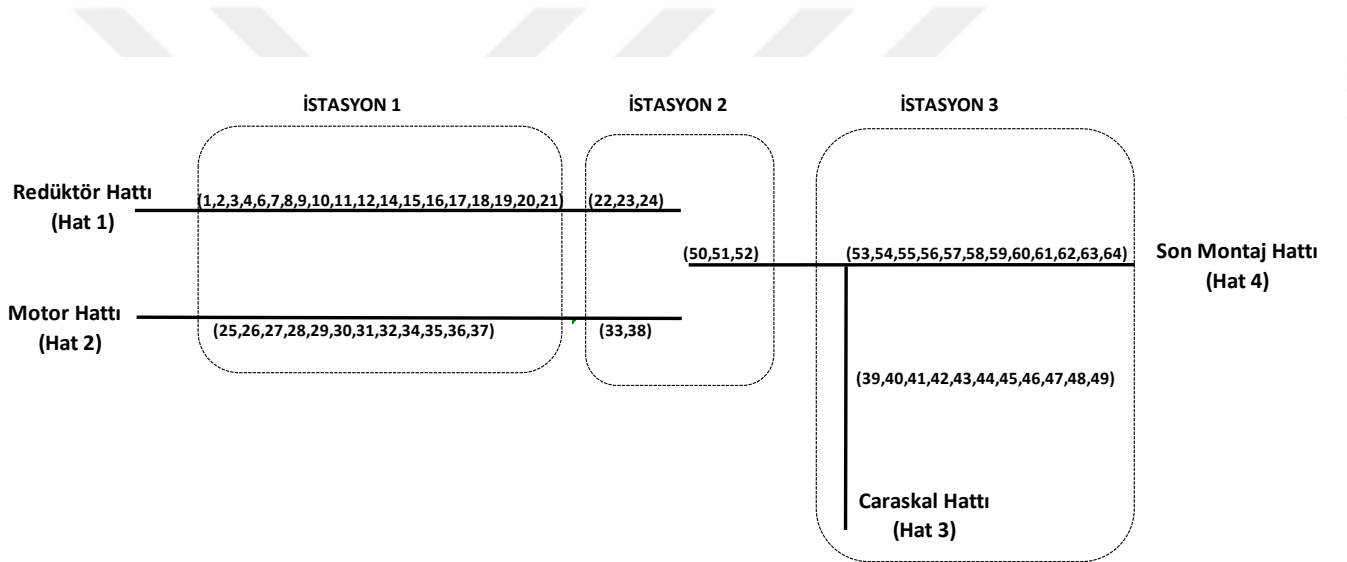 İSTASYON 1
İSTASYON 2
İSTASYON 3
Redüktör Hattı
(Hat 1)
(1,2,3,4,6,7,8,9,10,11,12,14,15,16,17,18,19,20,21)
(22,23,24)
(50,51,52)
(53,54,55,56,57,58,59,60,61,62,63,64)
Son Montaj Hattı
(Hat 4)
Motor Hattı
(Hat 2)
(25,26,27,28,29,30,31,32,34,35,36,37)
(33,38)
(39,40,41,42,43,44,45,46,47,48,49)
Caraskal Hattı
(Hat 3)